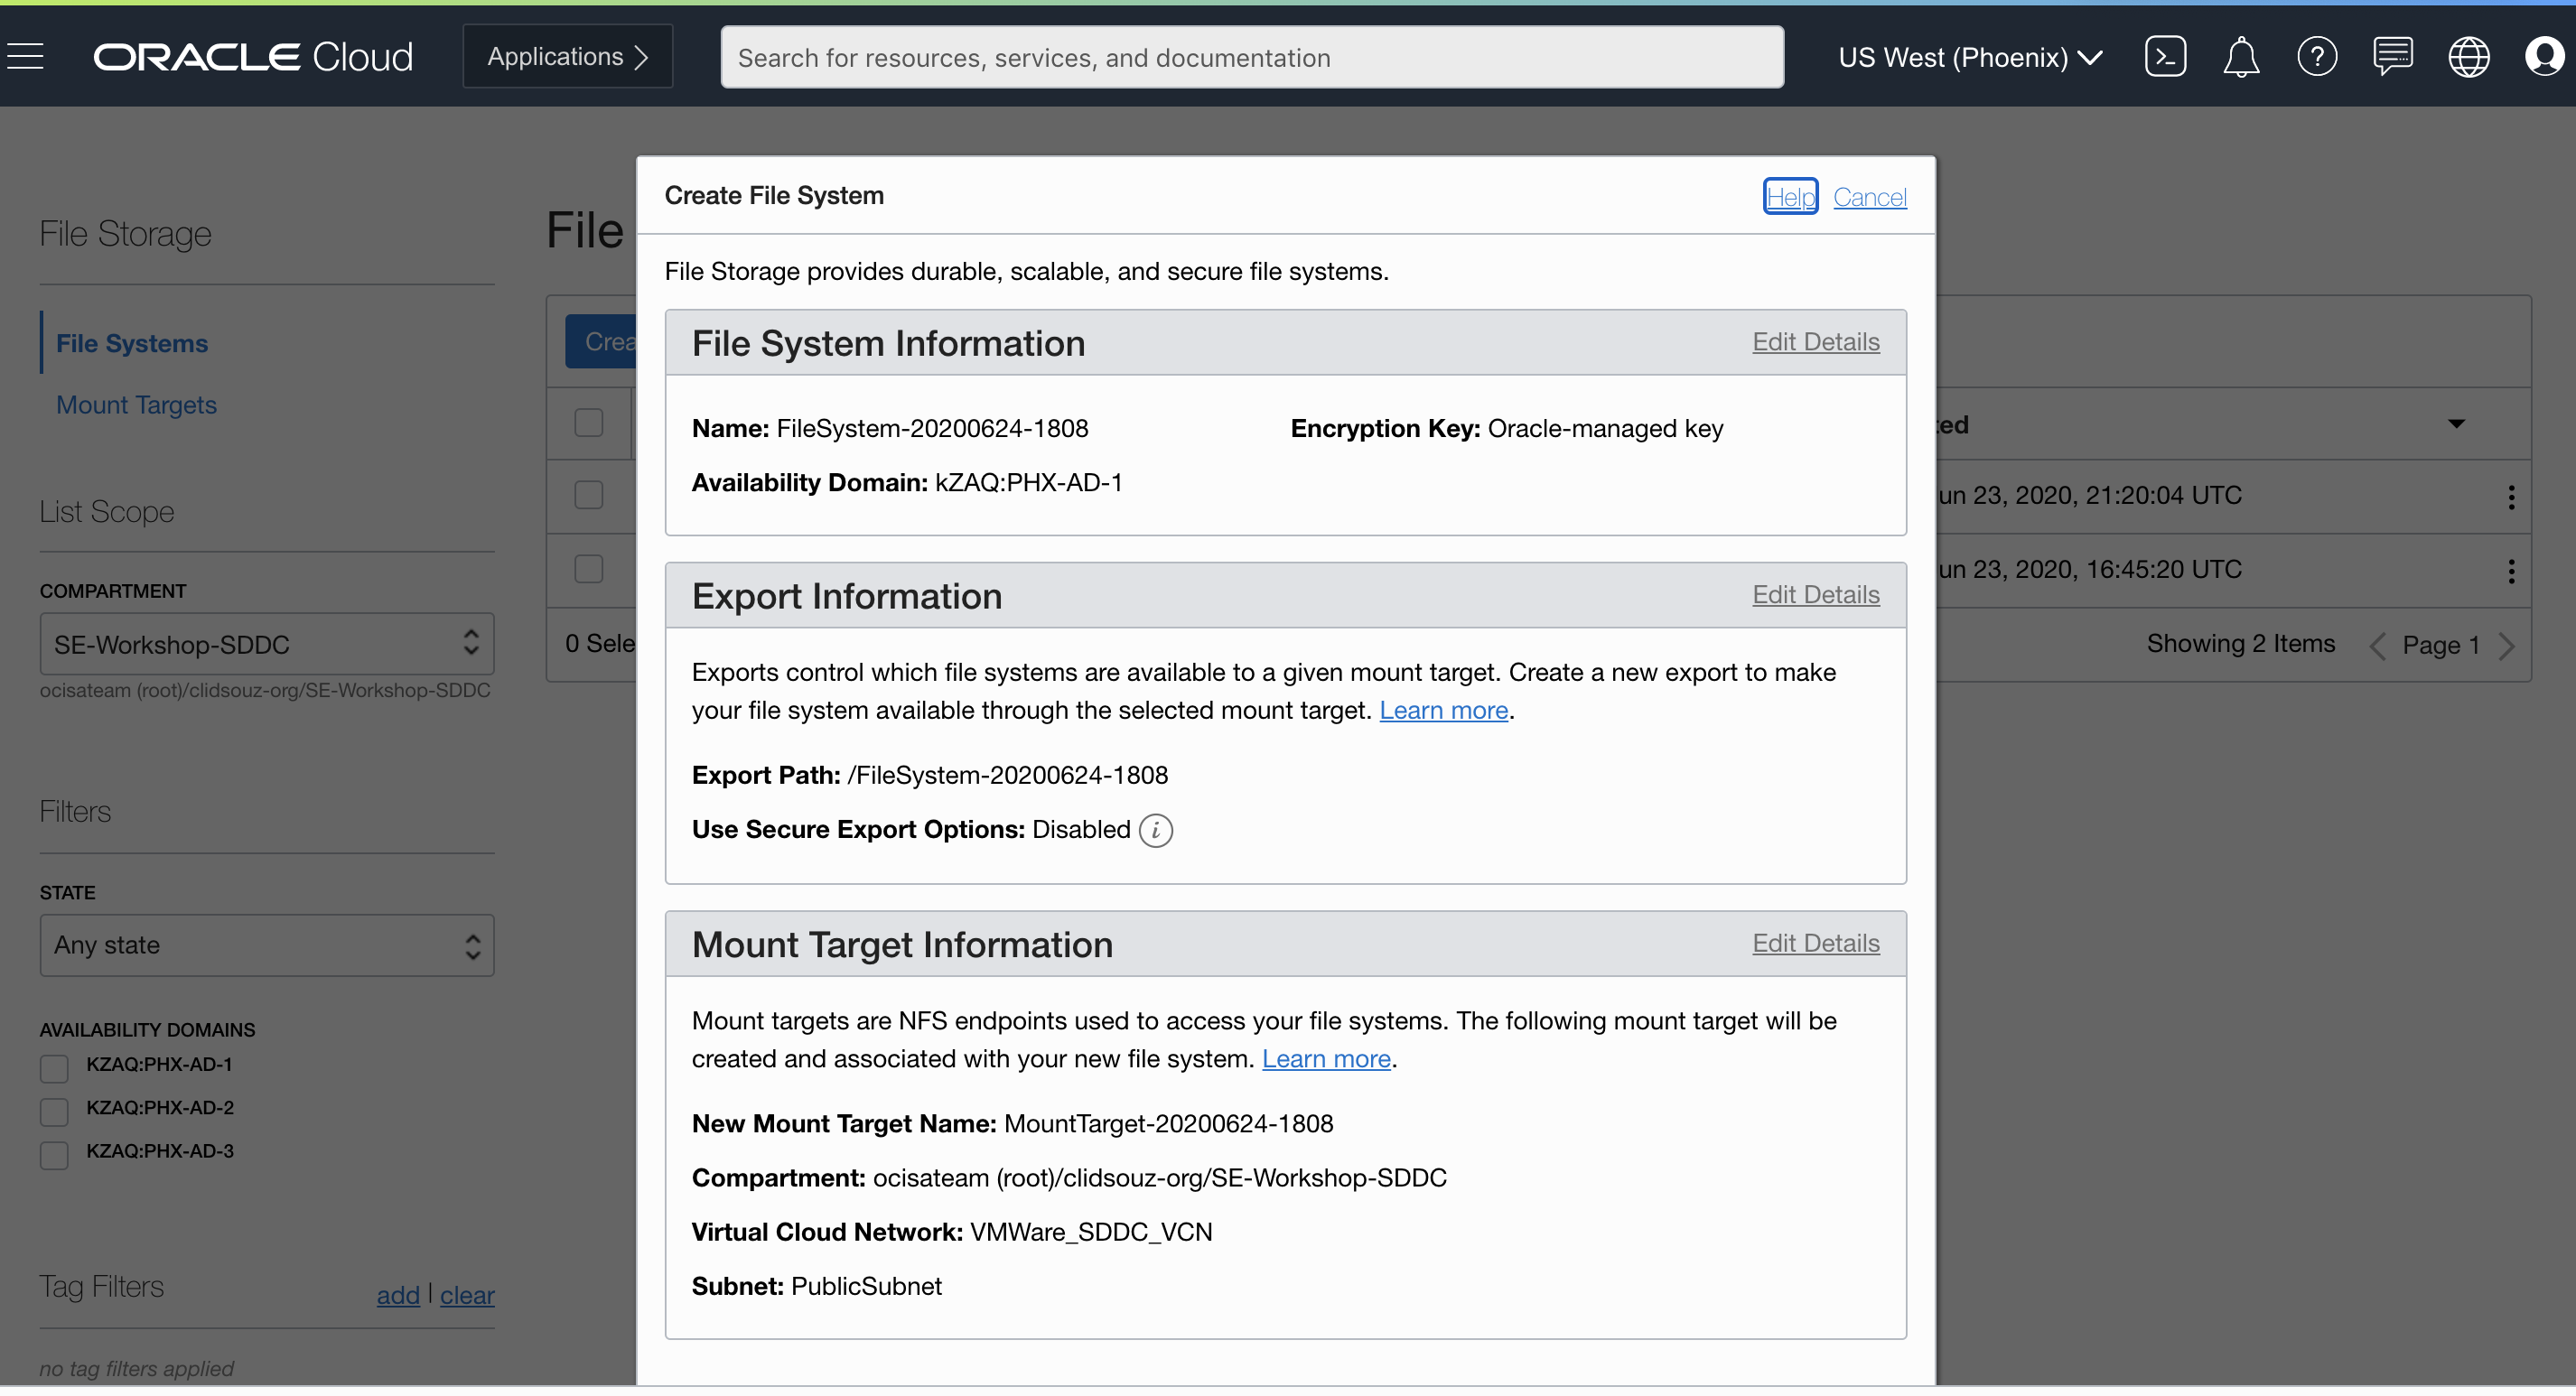 ORACLE Cloud
Applications
Search for resources, services, and documentation
US West (Phoenix)
File Storage
File Systems
Mount Targets
List Scope
COMPARTMENT
SE-Workshop-SDDC
ocisateam (root)/clidsouz-org/SE-Workshop-SDDC
Filters
STATE
Any state
AVAILABILITY DOMAINS
KZAQ:PHX-AD-1
KZAQ:PHX-AD-2
KZAQ:PHX-AD-3
Tag Filters
add | clear
no tag filters applied
File
Crea
0 Sele
Create File System
Help Cancel
File Storage provides durable, scalable, and secure file systems.
File System Information
Edit Details
Name: FileSystem-20200624-1808
Encryption Key: Oracle-managed key
Availability Domain: kZAQ:PHX-AD-1
Export Information
Edit Details
Exports control which file systems are available to a given mount target. Create a new export to make
your file system available through the selected mount target. Learn more.
Export Path: /FileSystem-20200624-1808
Use Secure Export Options: Disabled
Mount Target Information
Edit Details
Mount targets are NFS endpoints used to access your file systems. The following mount target will be
created and associated with your new file system. Learn more.
New Mount Target Name: MountTarget-20200624-1808
Compartment: ocisateam (root)/clidsouz-org/SE-Workshop-SDDC
Virtual Cloud Network: VMWare_SDDC_VCN
Subnet: PublicSubnet
ted
un 23, 2020, 21:20:04 UTC
un 23, 2020, 16:45:20 UTC
Showing 2 Items
Page 1